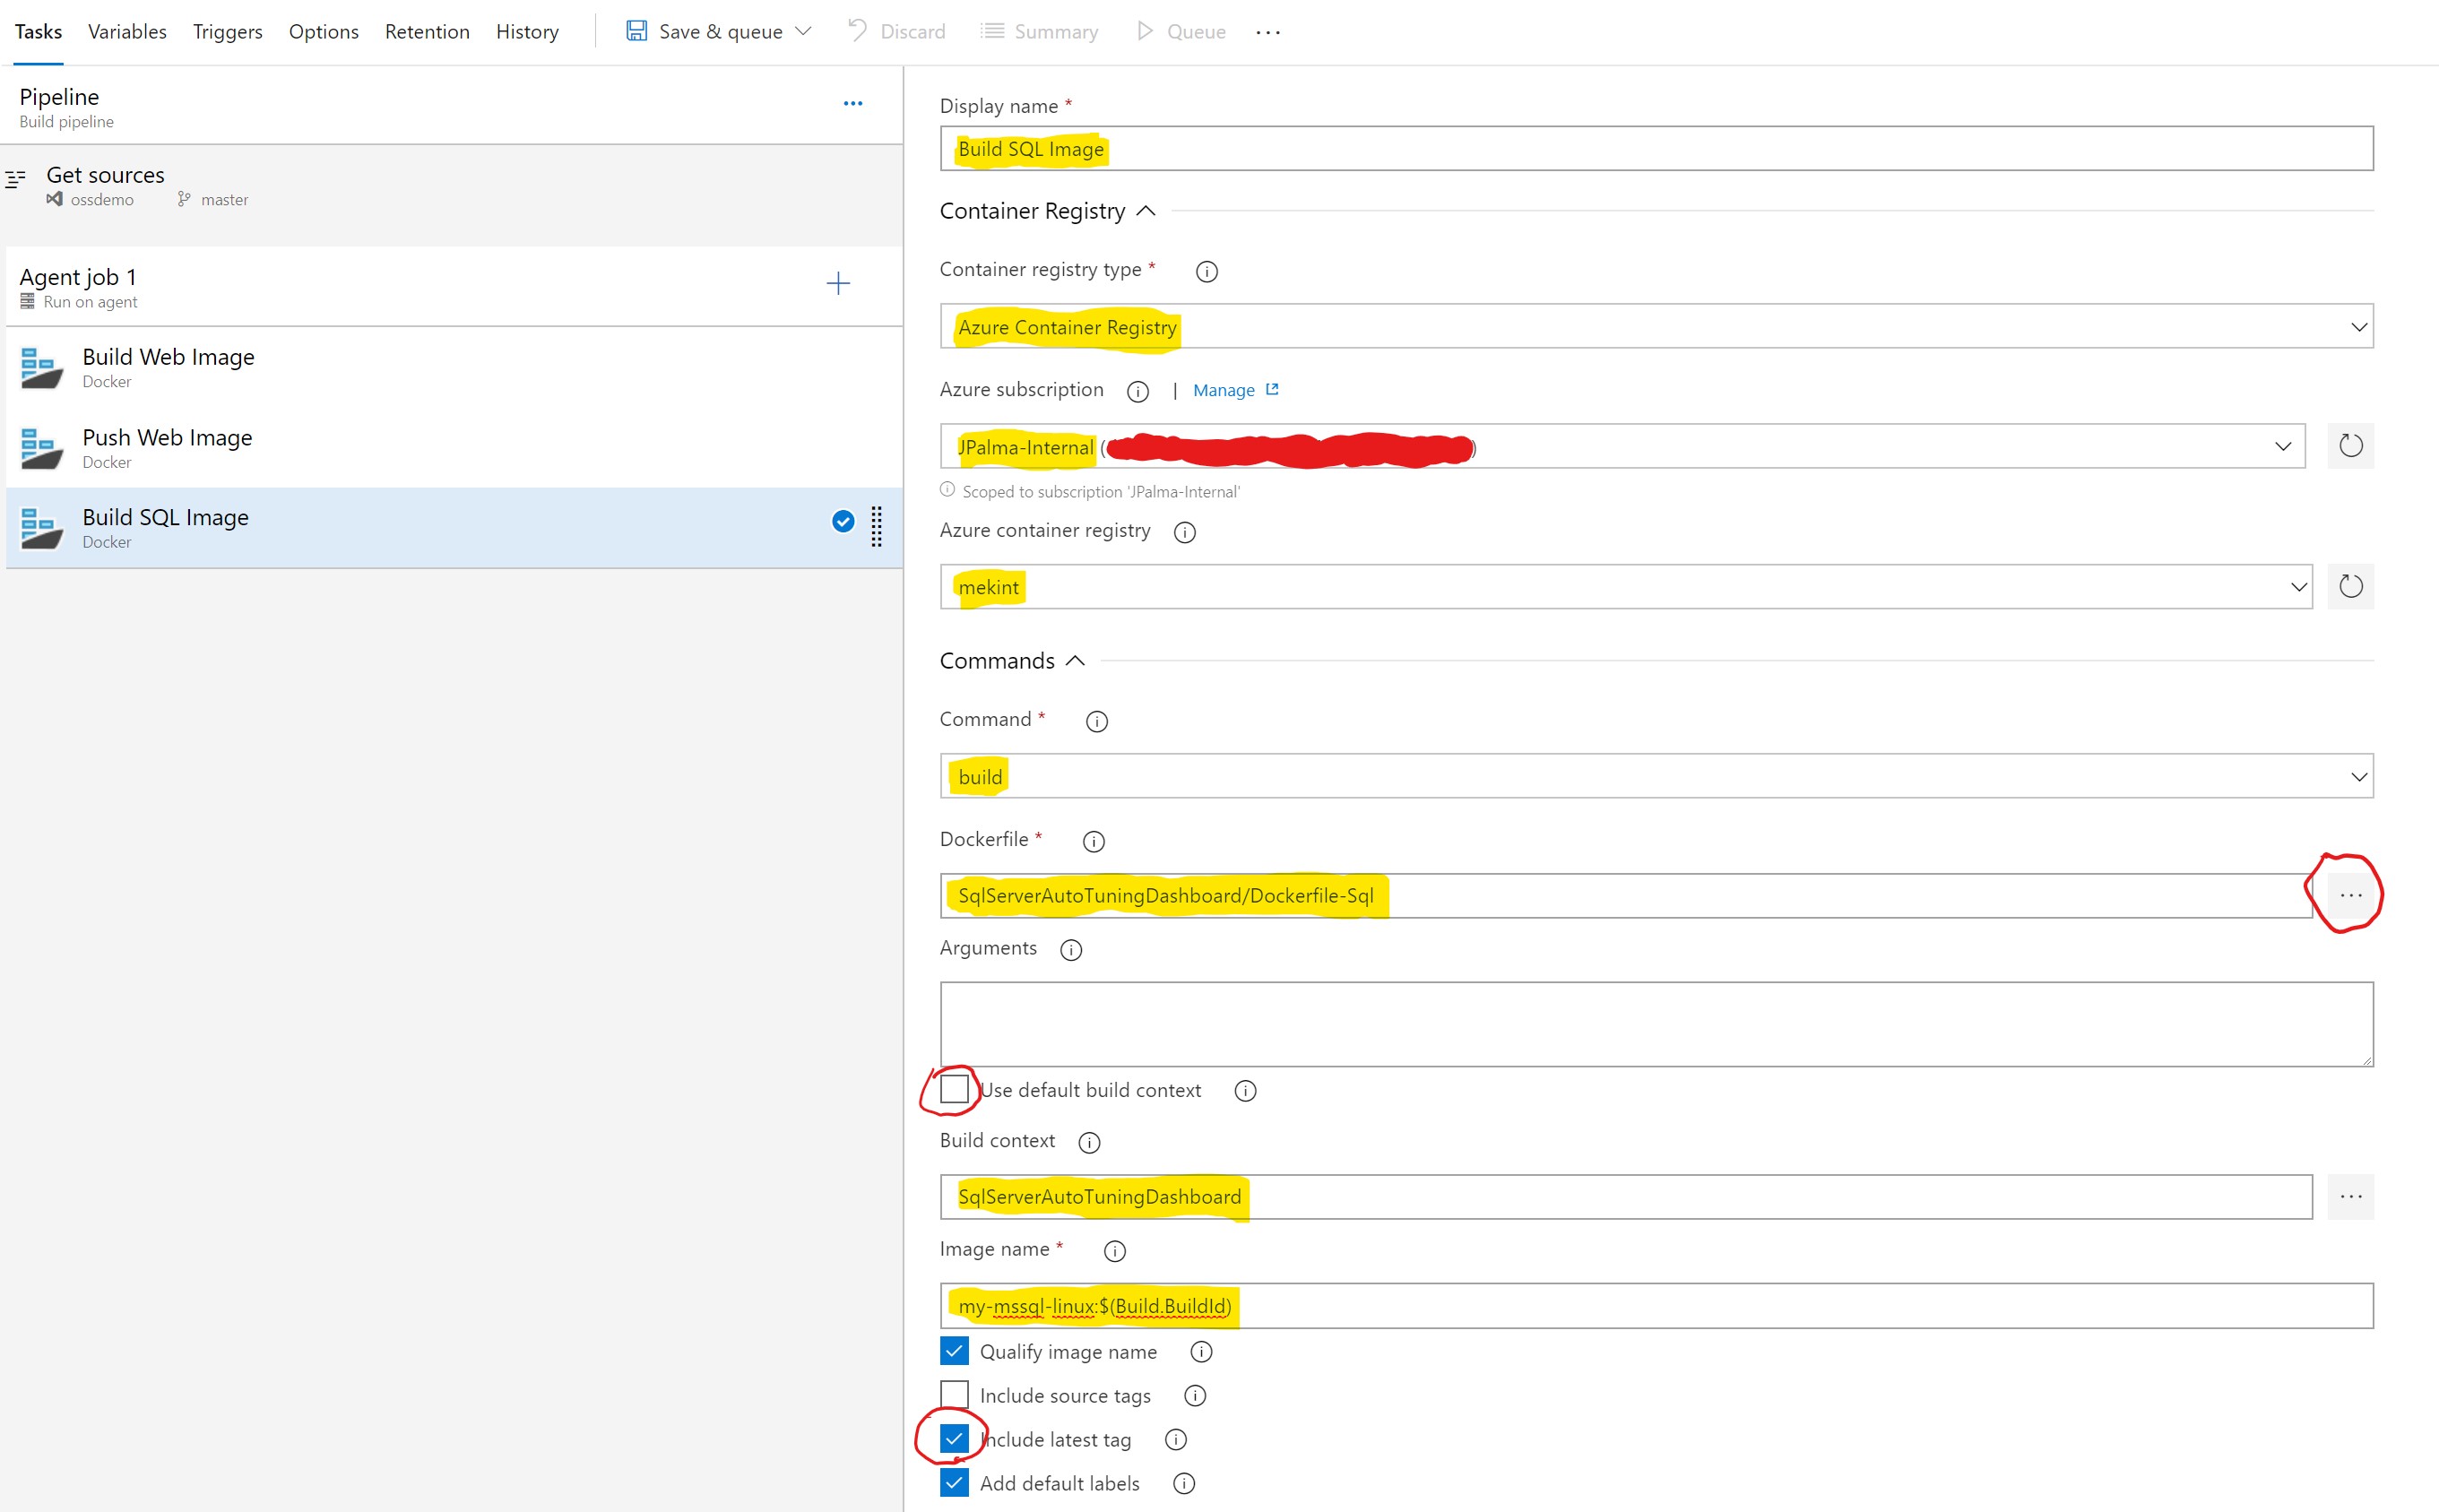 Tasks Variables Triggers Options Retention History Save & queue Discard Summary Queue ...
Pipeline
Build pipeline
Get sources
ossdemo master
Agent job 1
Run on agent
Build Web Image
Docker
Push Web Image
Docker
Build SQL Image
Docker
Display name *
Build SQL Image
Container Registry
Container registry type *
Azure Container Registry
Azure subscription | Manage
JPalma-Internal ( )
Scoped to subscription 'JPalma-Internal'
Azure container registry
mekint
Commands
Command *
build
Dockerfile *
SqlServerAutoTuningDashboard/Dockerfile-Sql
Arguments
Use default build context
Build context
SqlServerAutoTuningDashboard
Image name *
my-mssql-linux:$(Build.BuildId)
Qualify image name
Include source tags
Include latest tag
Add default labels